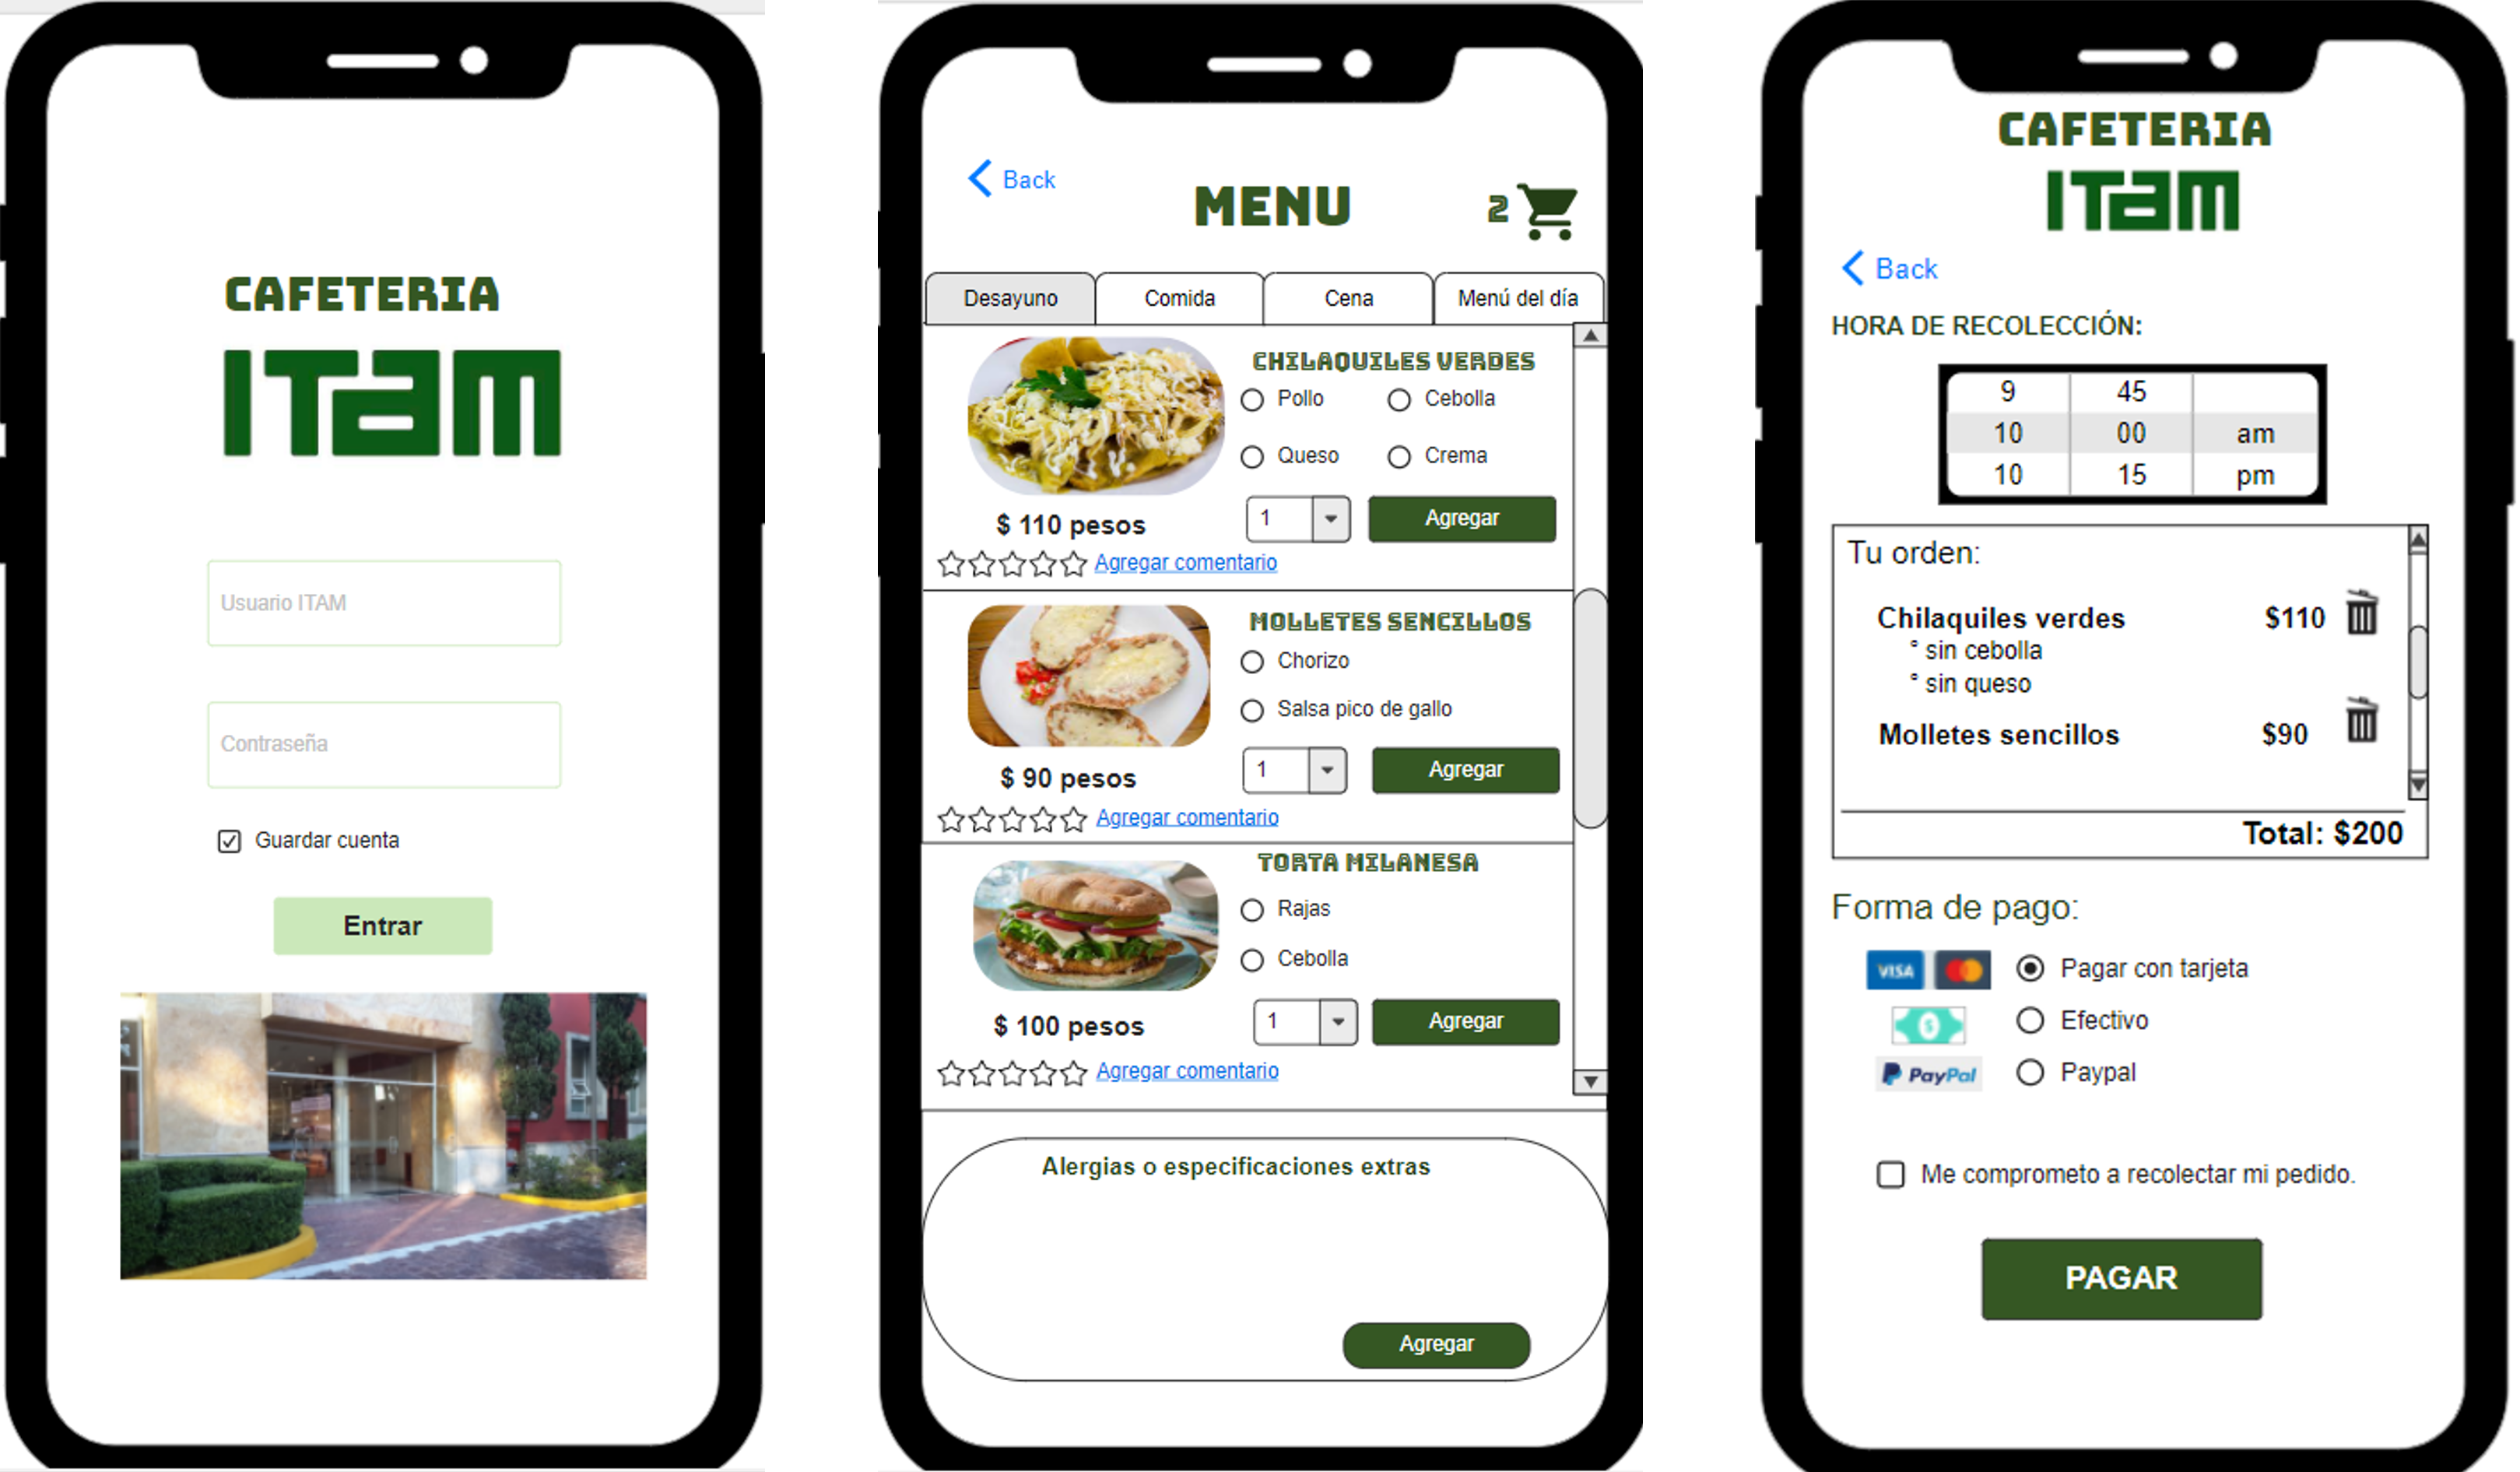 CAFETERIA
ITAM
Usuario ITAM
Contraseña
Guardar cuenta
Entrar
Back
MENU
2
Desayuno Comida Cena Menú del día
CHILAQUILES VERDES
Pollo Cebolla
Queso Crema
$ 110 pesos
1 Agregar
Agregar comentario
MOLLETES SENCILLOS
Chorizo
Salsa pico de gallo
$ 90 pesos
1 Agregar
Agregar comentario
TORTA MILANESA
Rajas
Cebolla
$ 100 pesos
1 Agregar
Agregar comentario
Alergias o especificaciones extras
Agregar
CAFETERIA
ITAM
Back
HORA DE RECOLECCIÓN:
9 45
10 00 am
10 15 pm
Tu orden:
Chilaquiles verdes $110
° sin cebolla
° sin queso
Molletes sencillos $90
Total: $200
Forma de pago:
VISA Pagar con tarjeta
$ Efectivo
PayPal Paypal
Me comprometo a recolectar mi pedido.
PAGAR